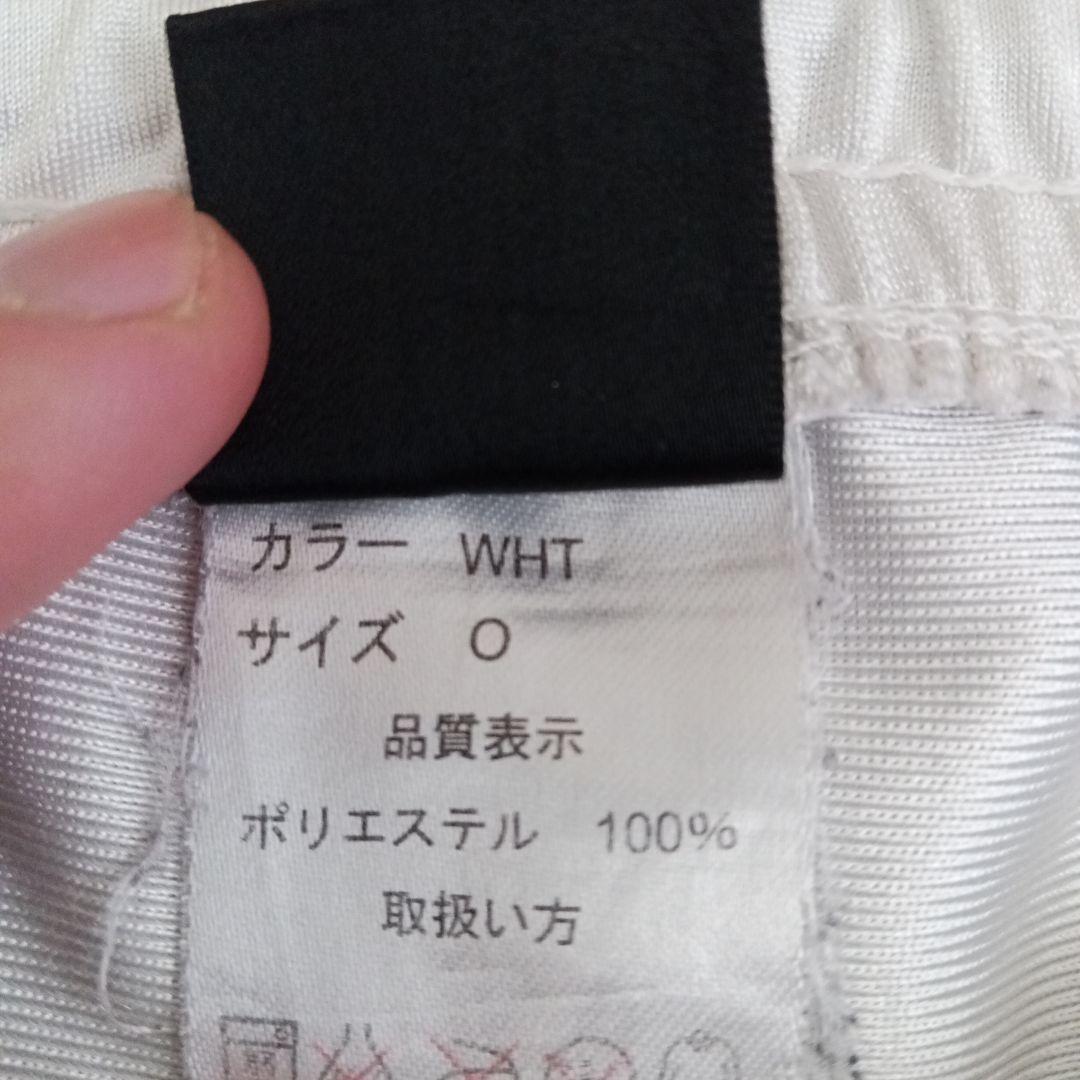 カラー WHT
サイズ O
品質表示
ポリエステル 100%
取扱い方